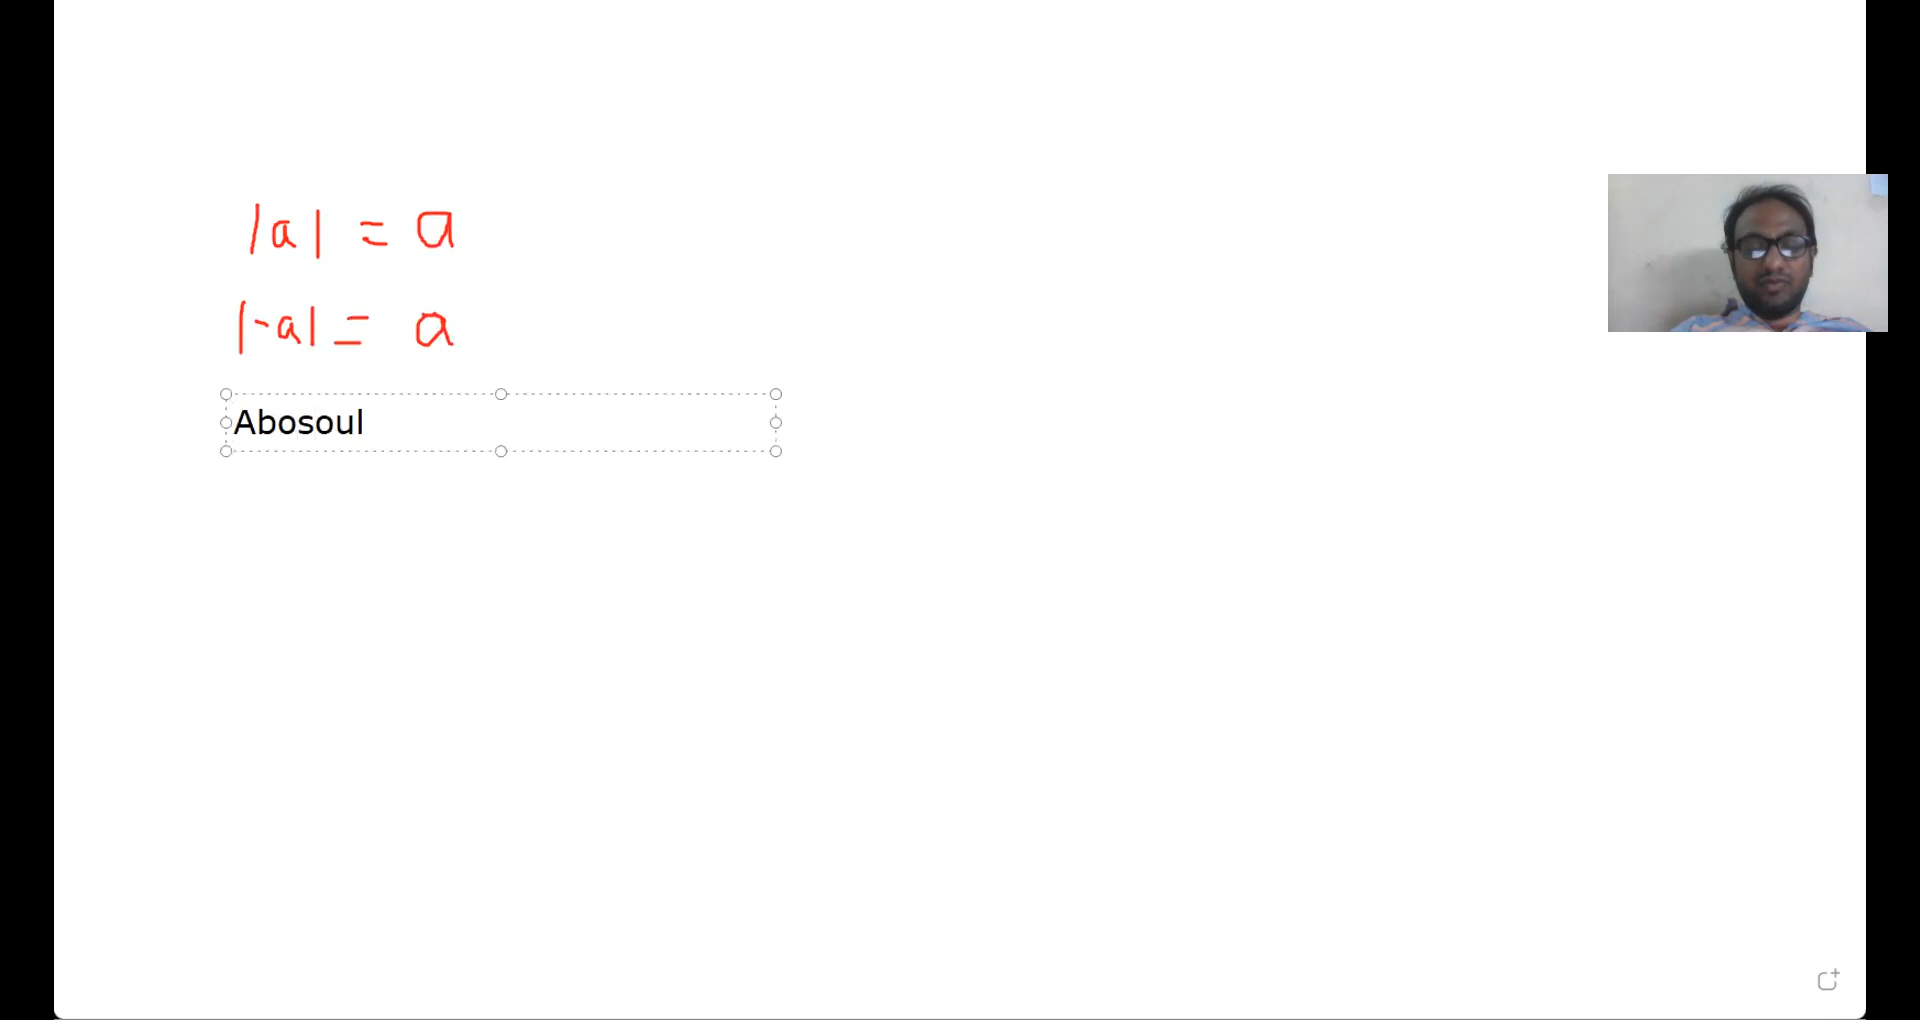 |a| = a
|-a| = a
Abosoul